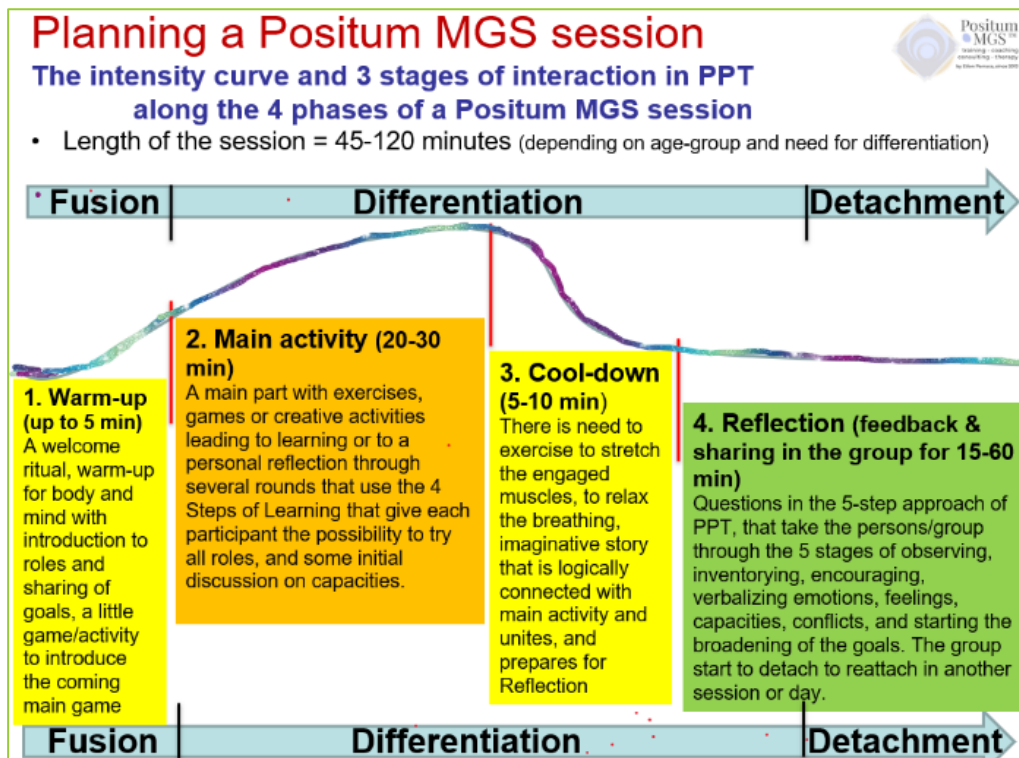 Planning a Positum MGS session
Positum
MGS™
training - coaching
consulting - therapy
The intensity curve and 3 stages of interaction in PPT
along the 4 phases of a Positum MGS session
• Length of the session = 45-120 minutes (depending on age-group and need for differentiation)
Fusion Differentiation Detachment
1. Warm-up
(up to 5 min)
A welcome
ritual, warm-up
for body and
mind with
introduction to
roles and
sharing of
goals, a little
game/activity
to introduce
the coming
main game
2. Main activity (20-30
min)
A main part with exercises,
games or creative activities
leading to learning or to a
personal reflection through
several rounds that use the 4
Steps of Learning that give each
participant the possibility to try
all roles, and some initial
discussion on capacities.
3. Cool-down
(5-10 min)
There is need to
exercise to stretch
the engaged
muscles, to relax
the breathing,
imaginative story
that is logically
connected with
main activity and
unites, and
prepares for
Reflection
4. Reflection (feedback &
sharing in the group for 15-60
min)
Questions in the 5-step approach of
PPT, that take the persons/group
through the 5 stages of observing,
inventorying, encouraging,
verbalizing emotions, feelings,
capacities, conflicts, and starting the
broadening of the goals. The group
start to detach to reattach in another
session or day.
Fusion Differentiation Detachment